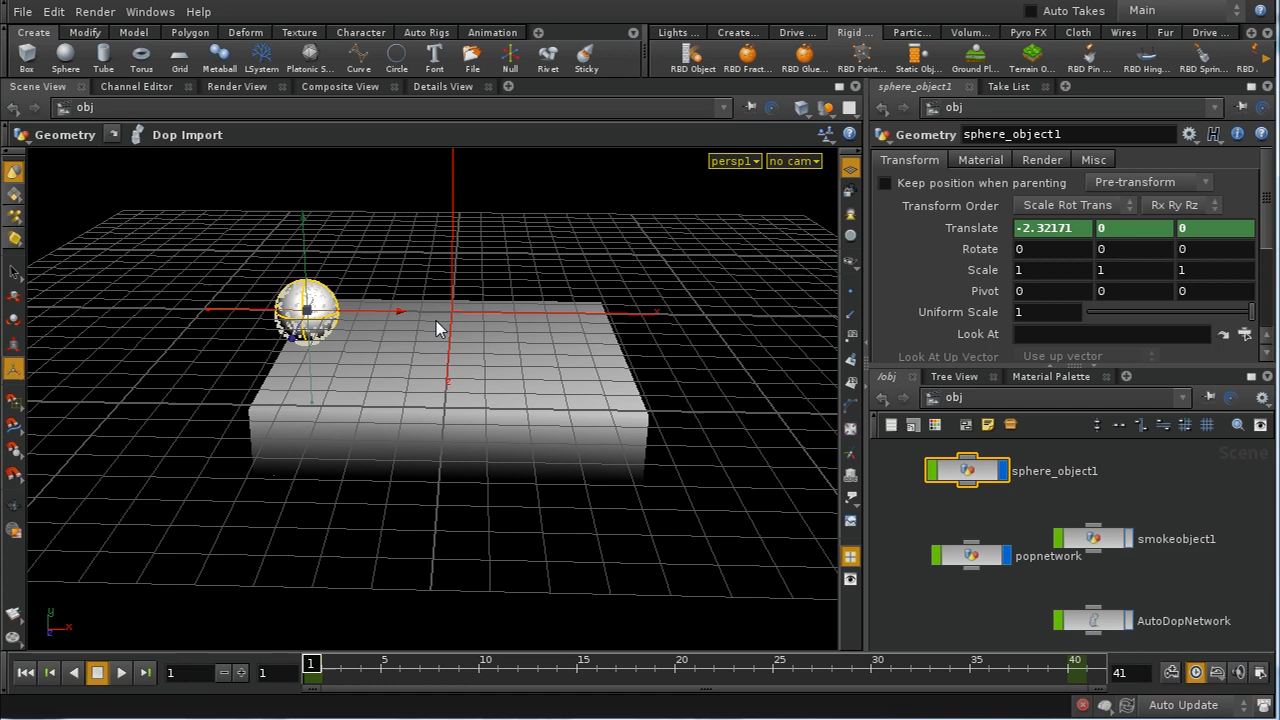 File Edit Render Windows Help Auto Takes Main
Create Modify Model Polygon Deform Texture Character Auto Rigs Animation Lights ... Create... Drive ... Rigid ... Partic... Volum... Pyro FX Cloth Wires Fur Drive ...
Box Sphere Tube Torus Grid Metaball LSystem Platonic S... Curve Circle Font File Null Rivet Sticky RBD Object RBD Fract... RBD Glue... RBD Point... Static Obj... Ground Pl... Terrain O... RBD Pin ... RBD Hing... RBD Sprin... RBD
Scene View Channel Editor Render View Composite View Details View sphere_object1 Take List
obj obj
Geometry Dop Import Geometry sphere_object1
persp1 no cam
Transform Material Render Misc
Keep position when parenting Pre-transform
Transform Order Scale Rot Trans Rx Ry Rz
Translate -2.32171 0 0
Rotate 0 0 0
Scale 1 1 1
Pivot 0 0 0
Uniform Scale 1
Look At
Look At Up Vector Use up vector
/obj Tree View Material Palette
obj
Scene
sphere_object1
smokeobject1
popnetwork
AutoDopNetwork
x
z
y
x
z
1 1 1 5 10 15 20 25 30 35 40 41
Auto Update